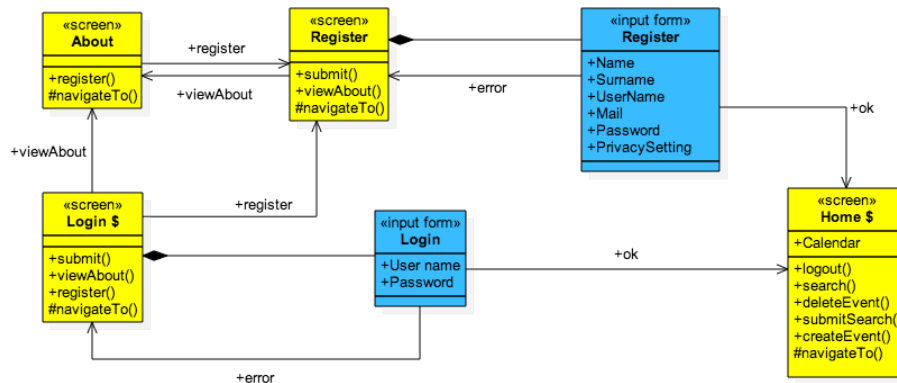 «screen»
About
+register()
#navigateTo()
+register
+viewAbout
«screen»
Register
+submit()
+viewAbout()
#navigateTo()
+error
«input form»
Register
+Name
+Surname
+UserName
+Mail
+Password
+PrivacySetting
+ok
+viewAbout
+register
«screen»
Login $
+submit()
+viewAbout()
+register()
#navigateTo()
«input form»
Login
+User name
+Password
+ok
+error
«screen»
Home $
+Calendar
+logout()
+search()
+deleteEvent()
+submitSearch()
+createEvent()
#navigateTo()